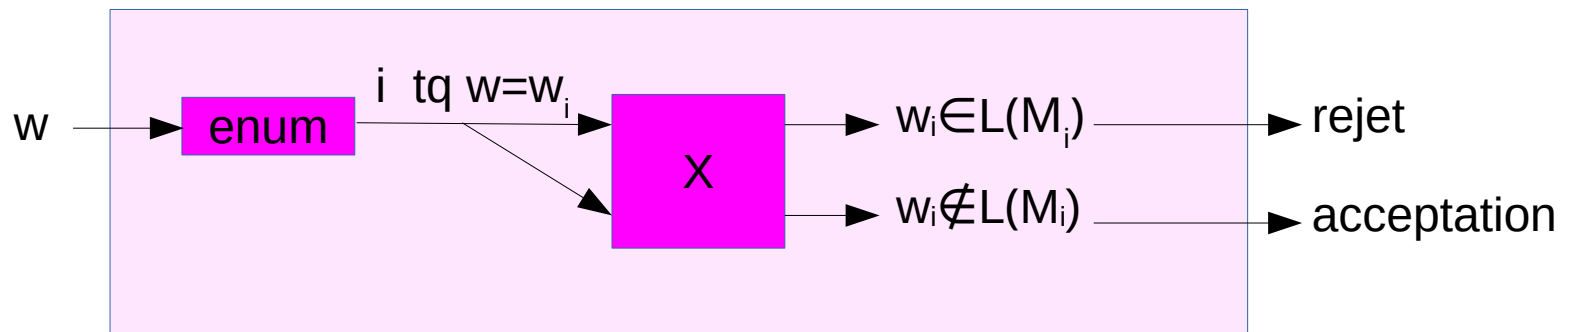 w
enum
i tq w=wᵢ
X
wᵢ∈L(Mᵢ)
rejet
wᵢ∉L(Mᵢ)
acceptation